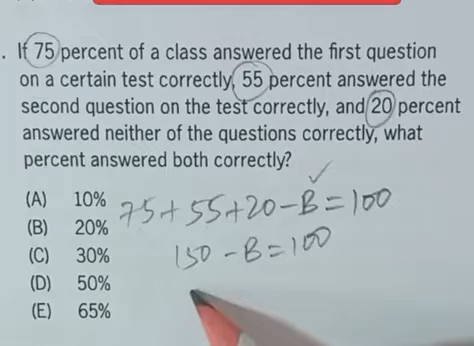 . If 75 percent of a class answered the first question
on a certain test correctly, 55 percent answered the
second question on the test correctly, and 20 percent
answered neither of the questions correctly, what
percent answered both correctly?
(A) 10%
(B) 20%
(C) 30%
(D) 50%
(E) 65%
75+55+20-B=100
150-B=100